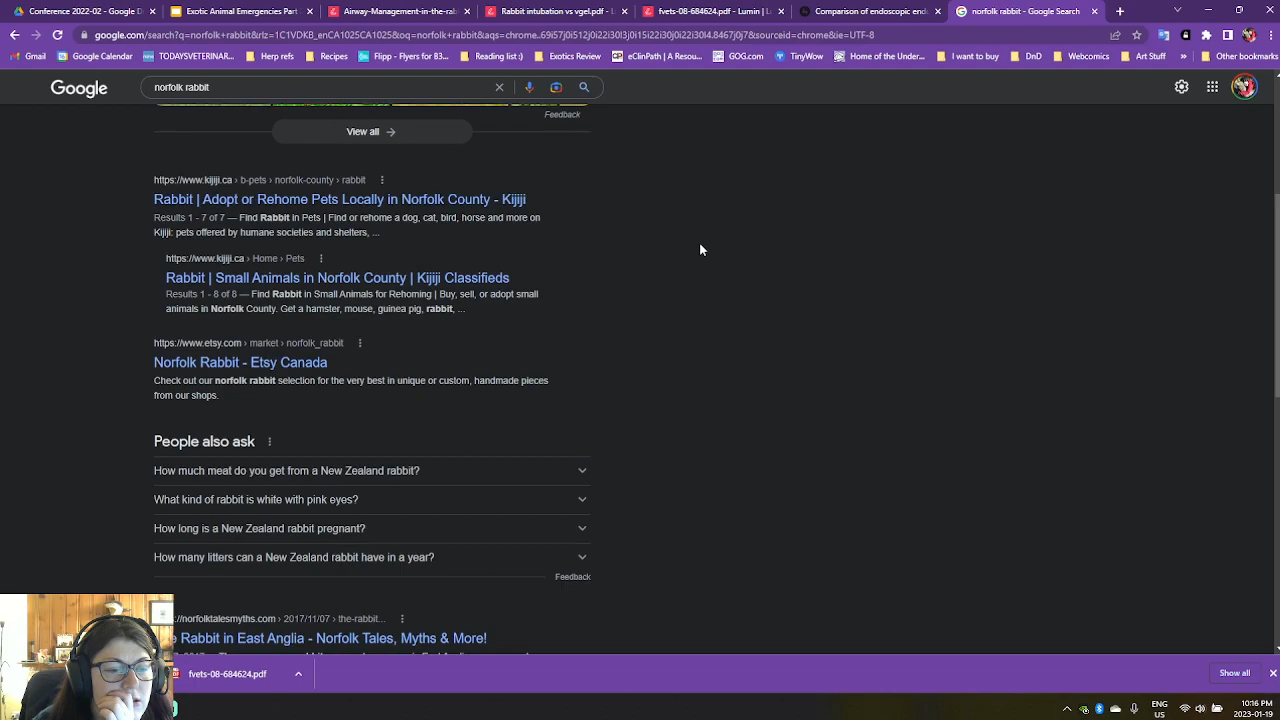 Conference 2022-02 - Google D
Exotic Animal Emergencies Part
Airway-Management-in-the-rab
Rabbit intubation vs vgel.pdf - L
fvets-08-684624.pdf - Lumin | L
Comparison of endoscopic end
norfolk rabbit - Google Search
google.com/search?q=norfolk+rabbit&rlz=1C1VDKB_enCA1025CA1025&oq=norfolk+rabbit&aqs=chrome..69i57j0i512j0i22i30l3j0i15i22i30j0i22i30l4.8467j0j7&sourceid=chrome&ie=UTF-8
Gmail
Google Calendar
TODAYSVETERINAR...
Herp refs
Recipes
Flipp - Flyers for B3...
Reading list :)
Exotics Review
eClinPath | A Resou...
GOG.com
TinyWow
Home of the Under...
I want to buy
DnD
Webcomics
Art Stuff
»
Other bookmarks
Google
norfolk rabbit
Feedback
View all
https://www.kijiji.ca › b-pets › norfolk-county › rabbit
Rabbit | Adopt or Rehome Pets Locally in Norfolk County - Kijiji
Results 1 - 7 of 7 — Find Rabbit in Pets | Find or rehome a dog, cat, bird, horse and more on
Kijiji: pets offered by humane societies and shelters, ...
https://www.kijiji.ca › Home › Pets
Rabbit | Small Animals in Norfolk County | Kijiji Classifieds
Results 1 - 8 of 8 — Find Rabbit in Small Animals for Rehoming | Buy, sell, or adopt small
animals in Norfolk County. Get a hamster, mouse, guinea pig, rabbit, ...
https://www.etsy.com › market › norfolk_rabbit
Norfolk Rabbit - Etsy Canada
Check out our norfolk rabbit selection for the very best in unique or custom, handmade pieces
from our shops.
People also ask
How much meat do you get from a New Zealand rabbit?
What kind of rabbit is white with pink eyes?
How long is a New Zealand rabbit pregnant?
How many litters can a New Zealand rabbit have in a year?
Feedback
://norfolktalesmyths.com › 2017/11/07 › the-rabbit...
e Rabbit in East Anglia - Norfolk Tales, Myths & More!
fvets-08-684624.pdf
Show all
ENG
US
10:16 PM
2023-01-19